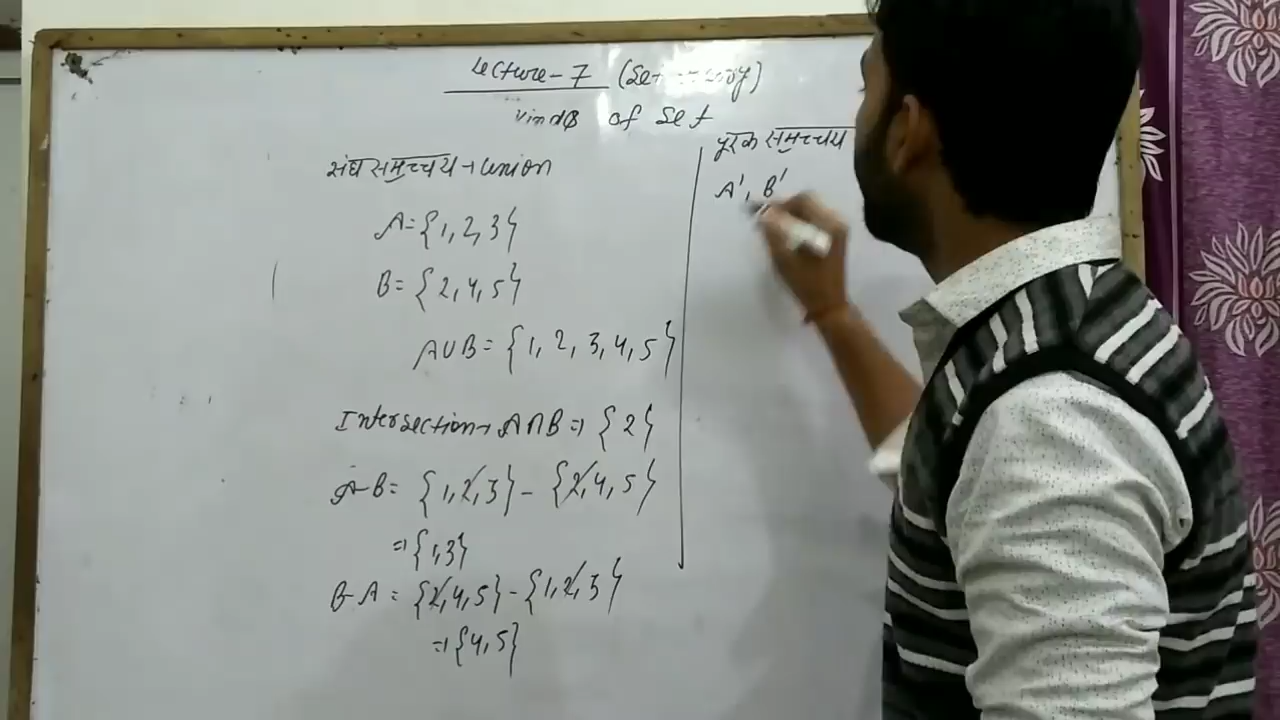 Lecture-7
of Set
संघ समुच्चय → Union
A={1,2,3}
B={2,4,5}
AUB={1,2,3,4,5}
Intersection→ A∩B ⇒ {2}
A-B= {1,2,3}-{2,4,5}
⇒{1,3}
B-A = {2,4,5}-{1,2,3}
⇒{4,5}
पूरक समुच्चय
A', B'